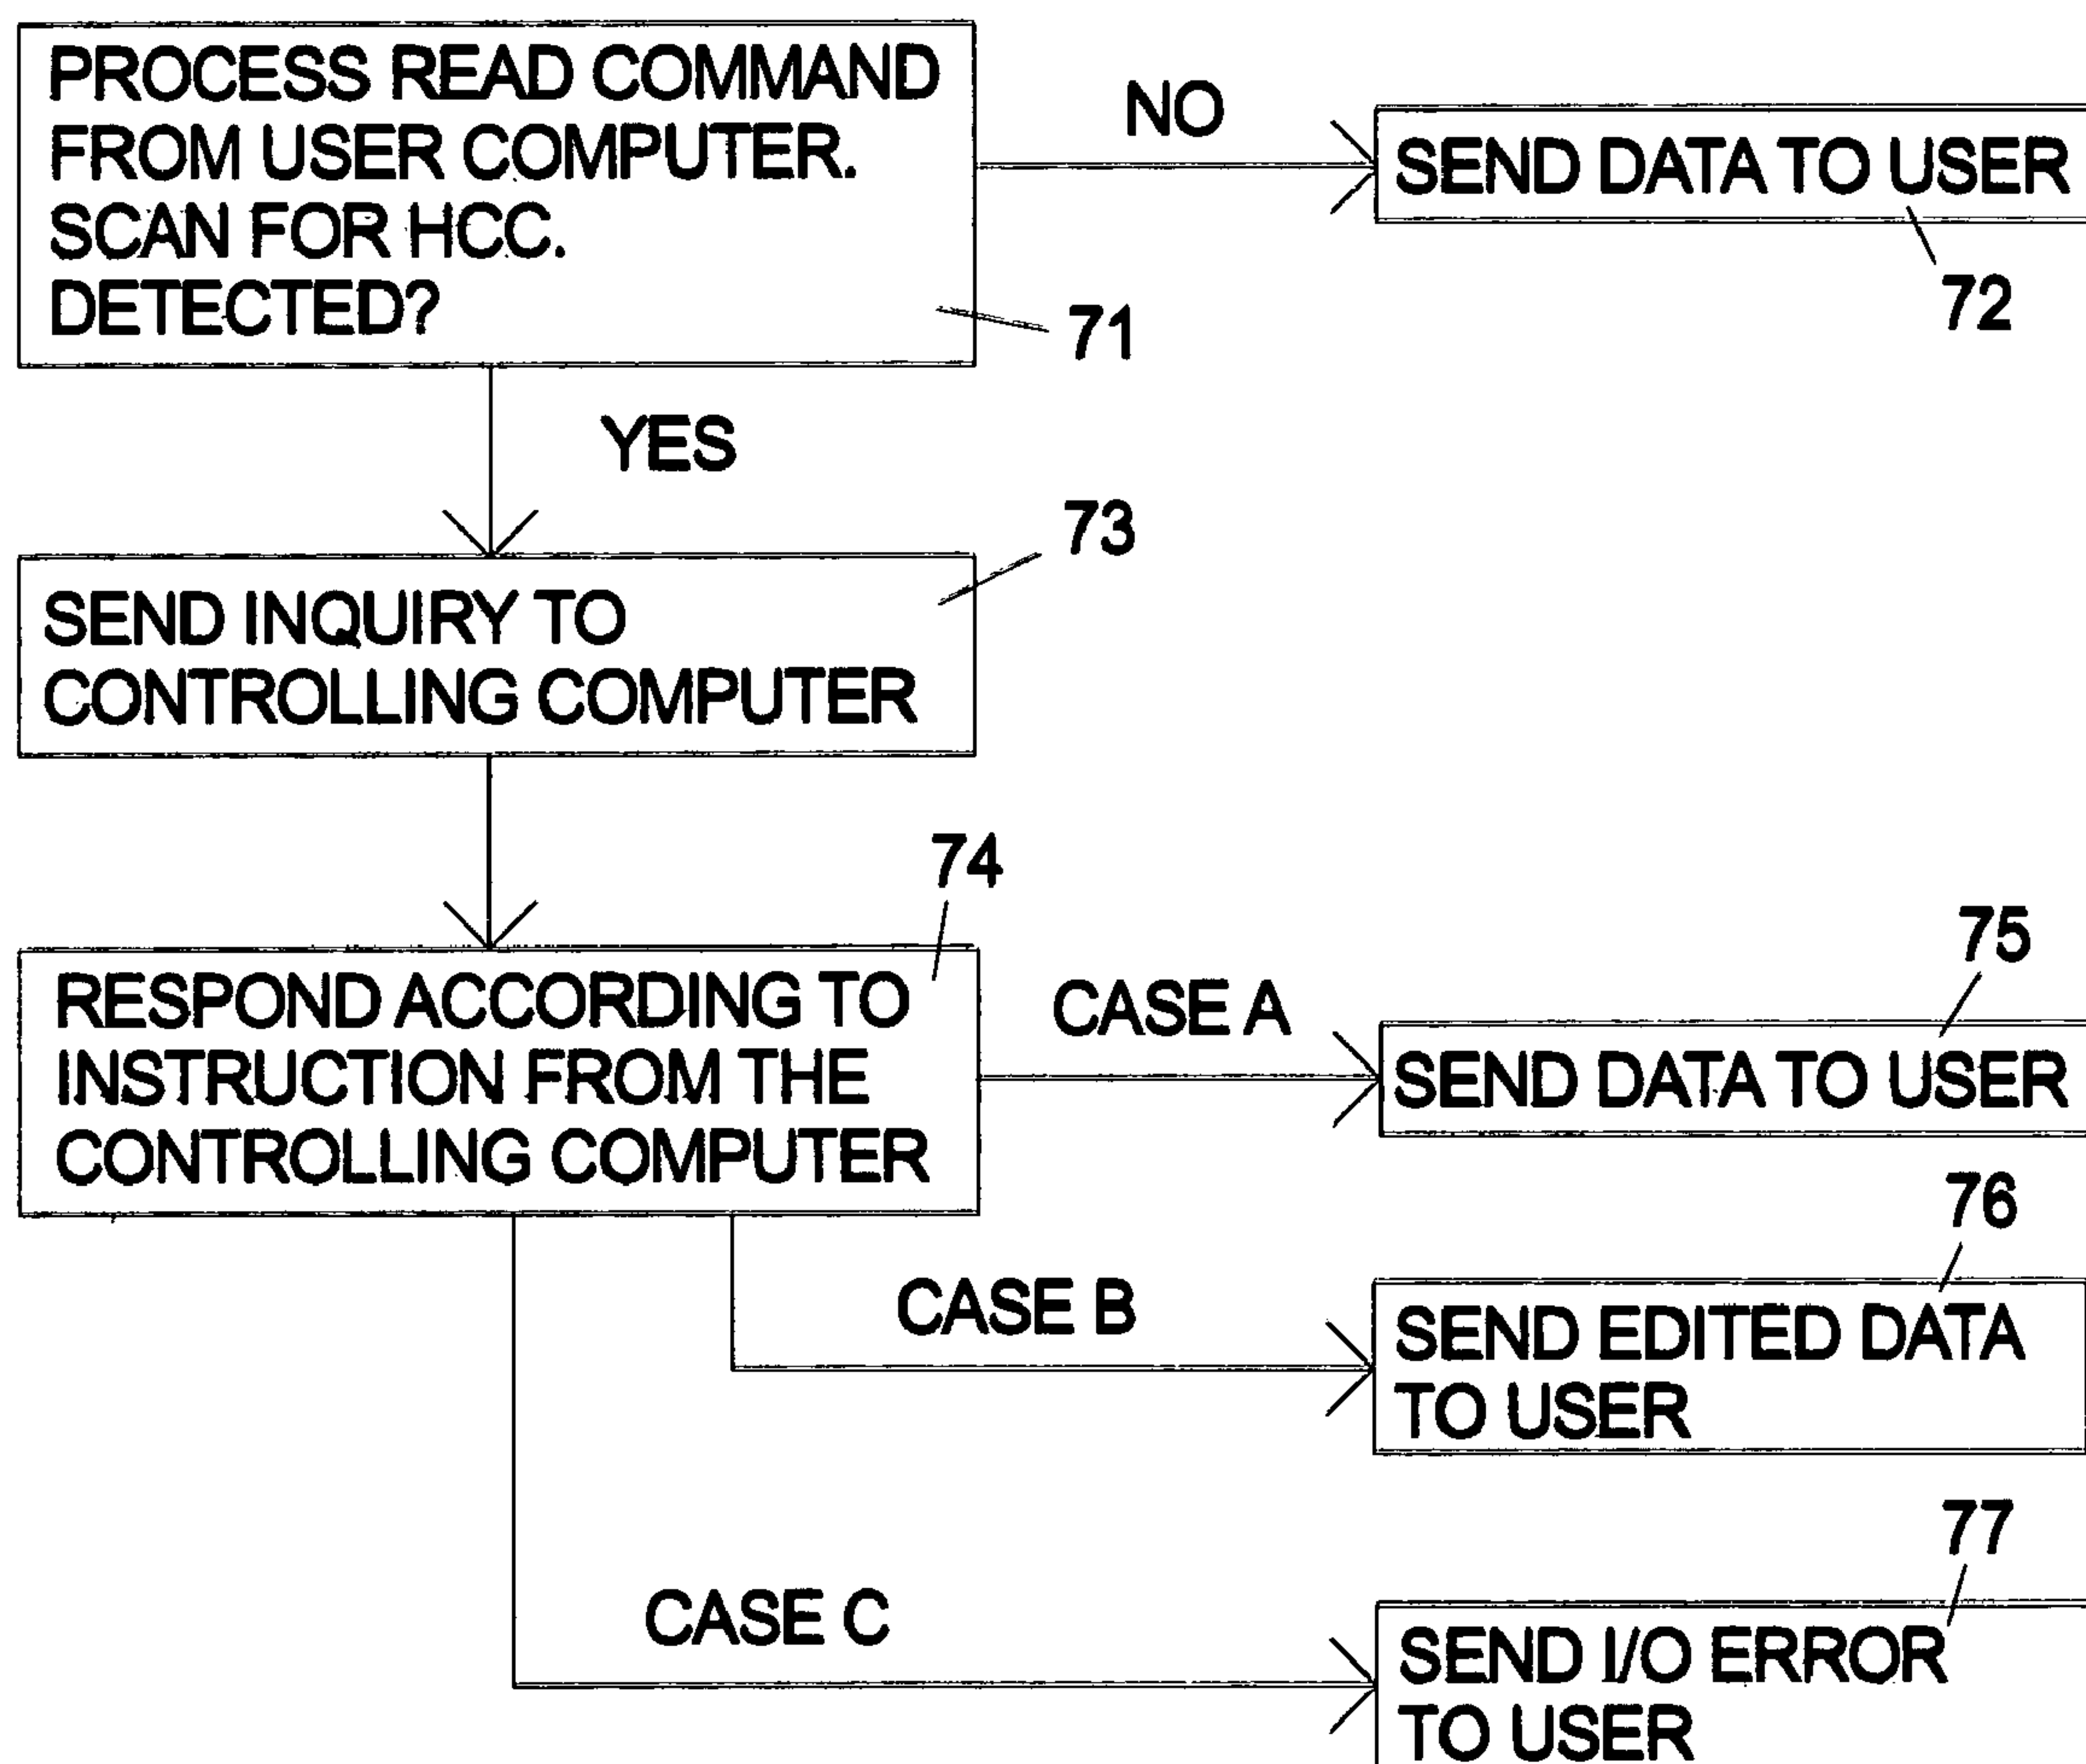 PROCESS READ COMMAND
FROM USER COMPUTER.
SCAN FOR HCC.
DETECTED?
71
NO
SEND DATA TO USER
72
YES
73
SEND INQUIRY TO
CONTROLLING COMPUTER
74
RESPOND ACCORDING TO
INSTRUCTION FROM THE
CONTROLLING COMPUTER
CASE A
75
SEND DATA TO USER
CASE B
76
SEND EDITED DATA
TO USER
CASE C
77
SEND I/O ERROR
TO USER